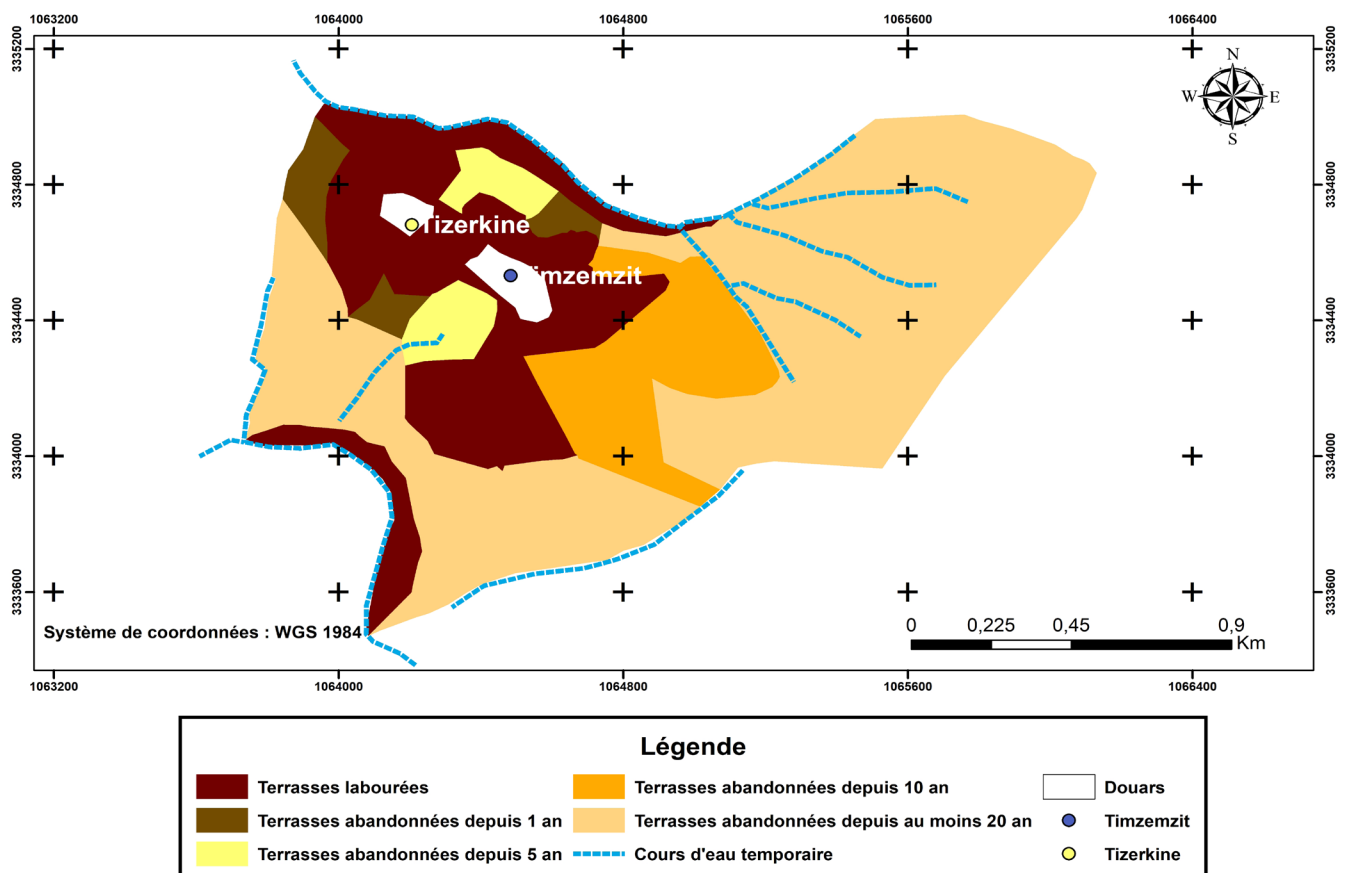 1063200 1064000 1064800 1065600 1066400
3335200 3335200
N
W E
S
3334800 3334800
Tizerkine
Timzemzit
3334400 3334400
3334000 3334000
3333600 3333600
Système de coordonnées : WGS 1984
0 0,225 0,45 0,9
Km
1063200 1064000 1064800 1065600 1066400
Légende
Terrasses labourées Terrasses abandonnées depuis 10 an Douars
Terrasses abandonnées depuis 1 an Terrasses abandonnées depuis au moins 20 an Timzemzit
Terrasses abandonnées depuis 5 an Cours d'eau temporaire Tizerkine